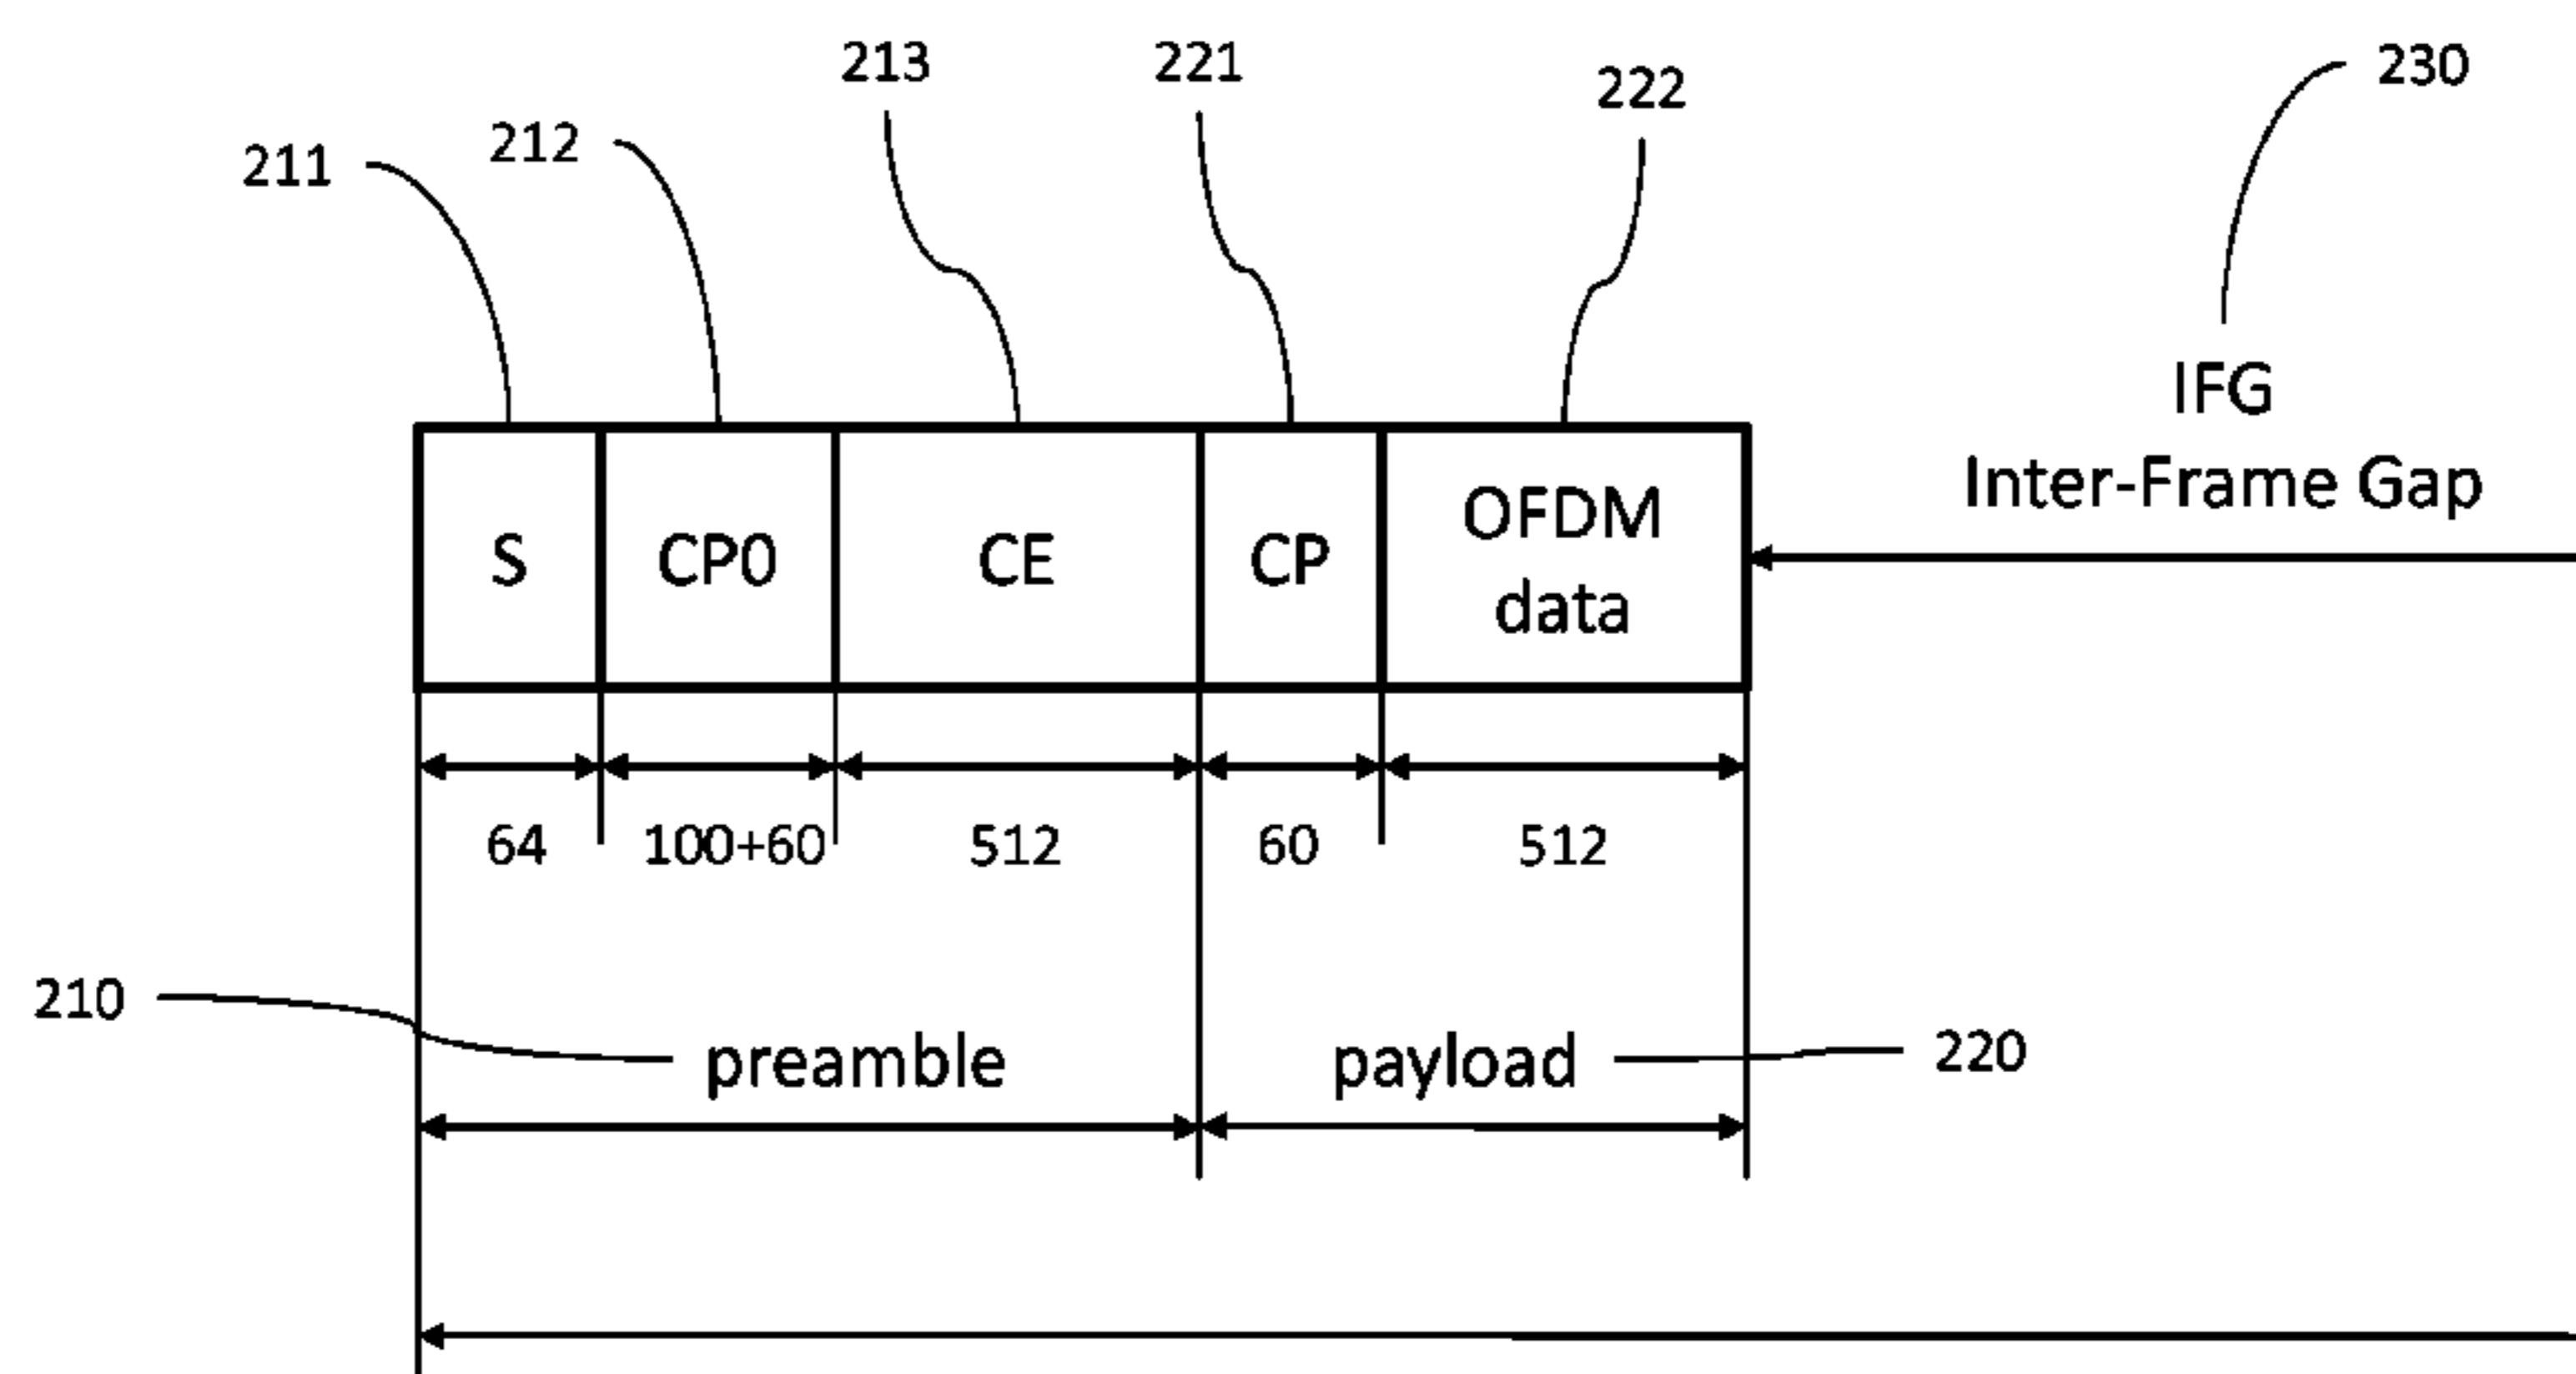 213
221
230
222
212
211
IFG
Inter-Frame Gap
S
CP0
CE
CP
OFDM
data
64
100+60
512
60
512
210
preamble
payload
220